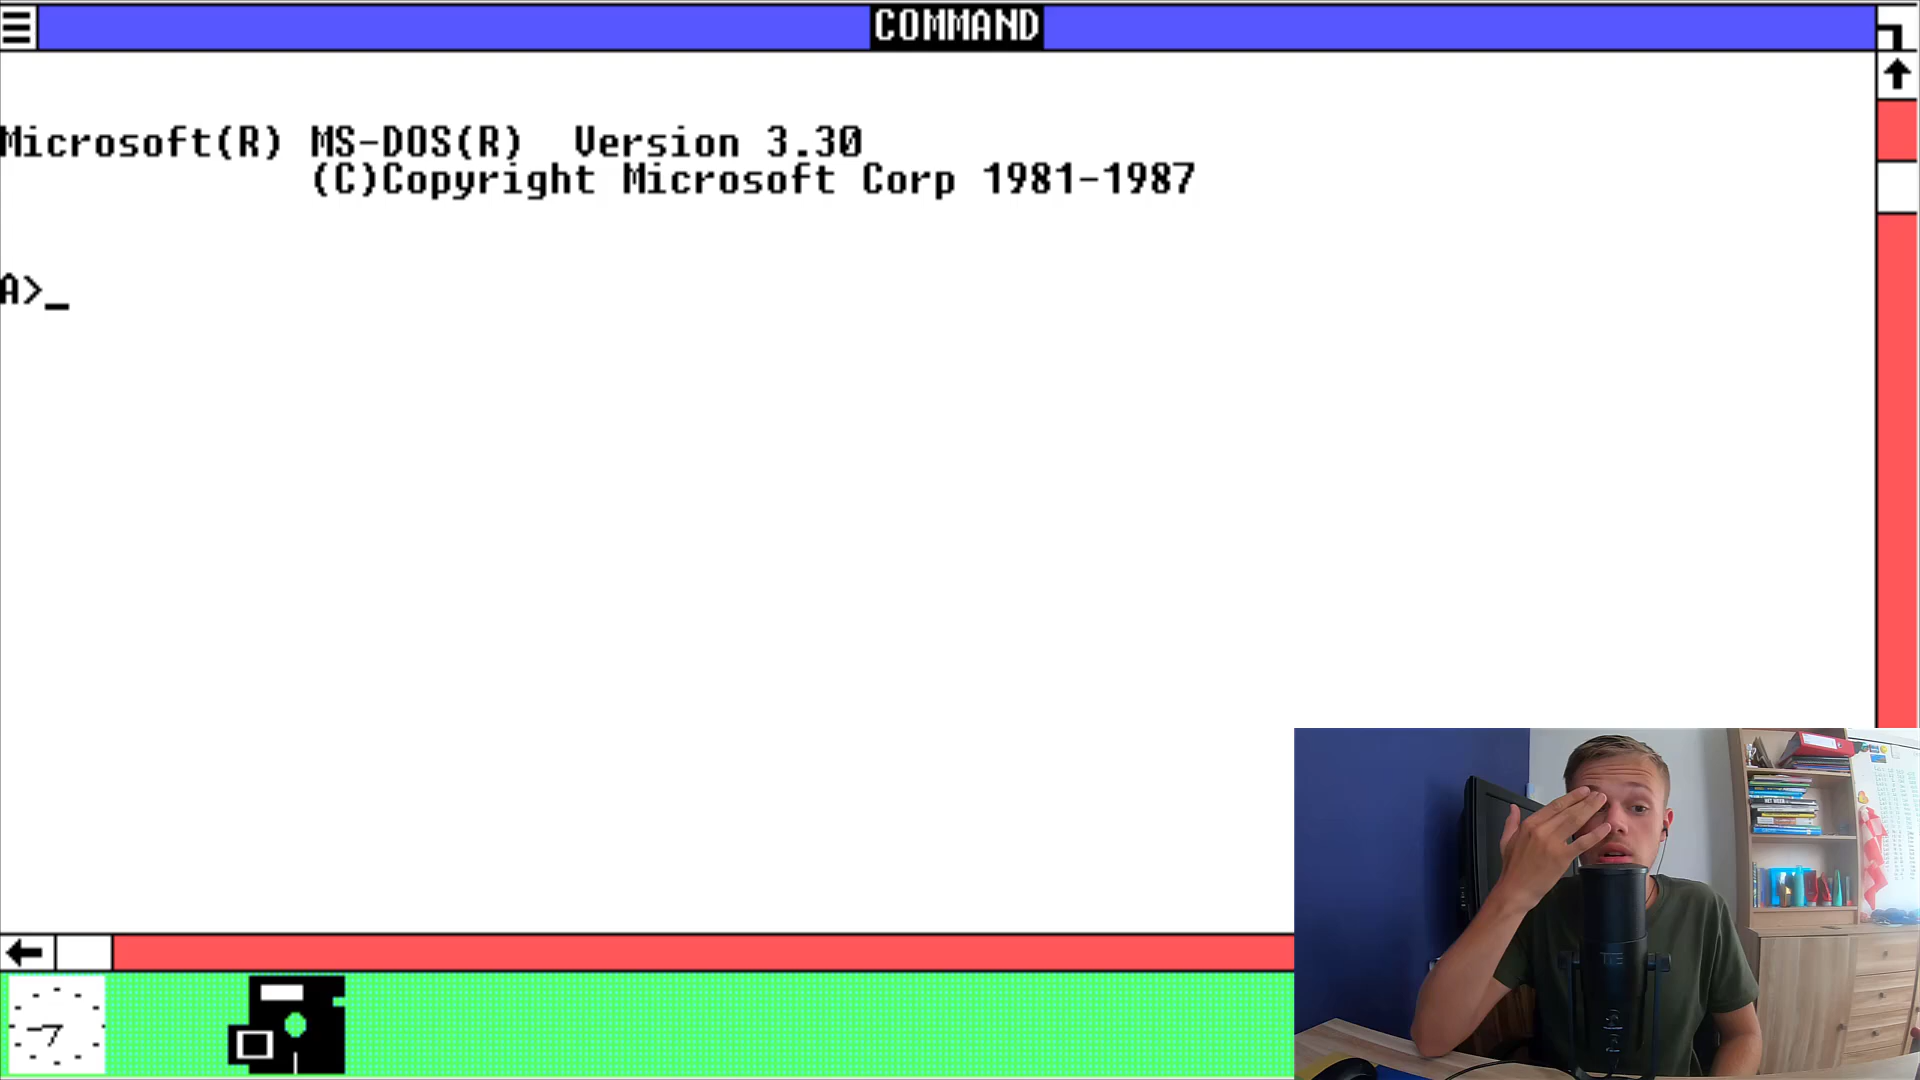 COMMAND
Microsoft(R) MS-DOS(R)  Version 3.30
(C)Copyright Microsoft Corp 1981-1987
A>_